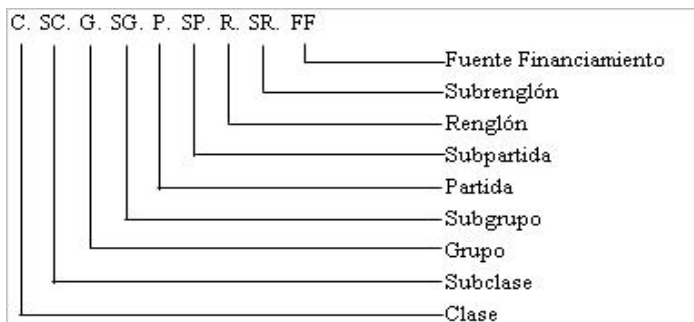 C. SC. G. SG. P. SP. R. SR. FF
Fuente Financiamiento
Subrenglón
Renglón
Subpartida
Partida
Subgrupo
Grupo
Subclase
Clase